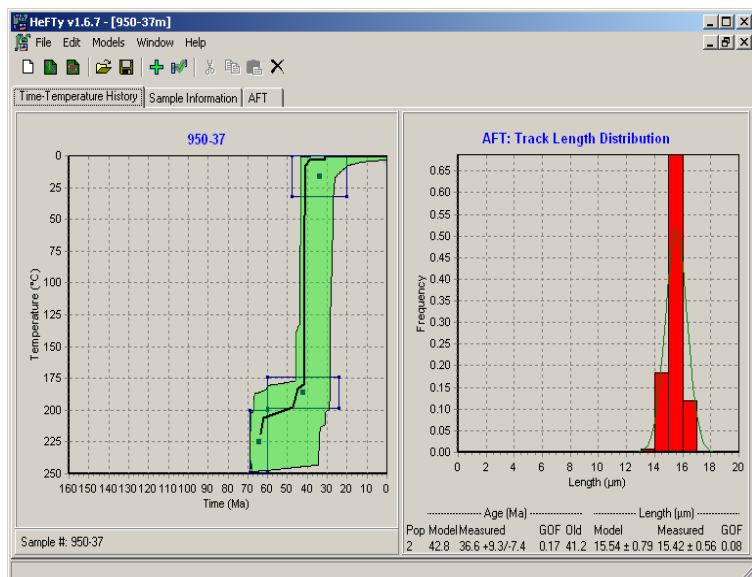 HeFTy v1.6.7 - [950-37m]
File Edit Models Window Help
Time-Temperature History Sample Information AFT
950-37
0
25
50
75
100
125
150
175
200
225
250
Temperature (°C)
160 150 140 130 120 110 100 90 80 70 60 50 40 30 20 10 0
Time (Ma)
Sample #: 950-37
AFT: Track Length Distribution
0.65
0.60
0.55
0.50
0.45
0.40
0.35
0.30
0.25
0.20
0.15
0.10
0.05
0.00
Frequency
0 2 4 6 8 10 12 14 16 18 20
Length (µm)
---------- Age (Ma) ---------- ---------- Length (µm) ----------
Pop Model Measured GOF Old Model Measured GOF
2 42.8 36.6 +9.3/-7.4 0.17 41.2 15.54 ± 0.79 15.42 ± 0.56 0.08